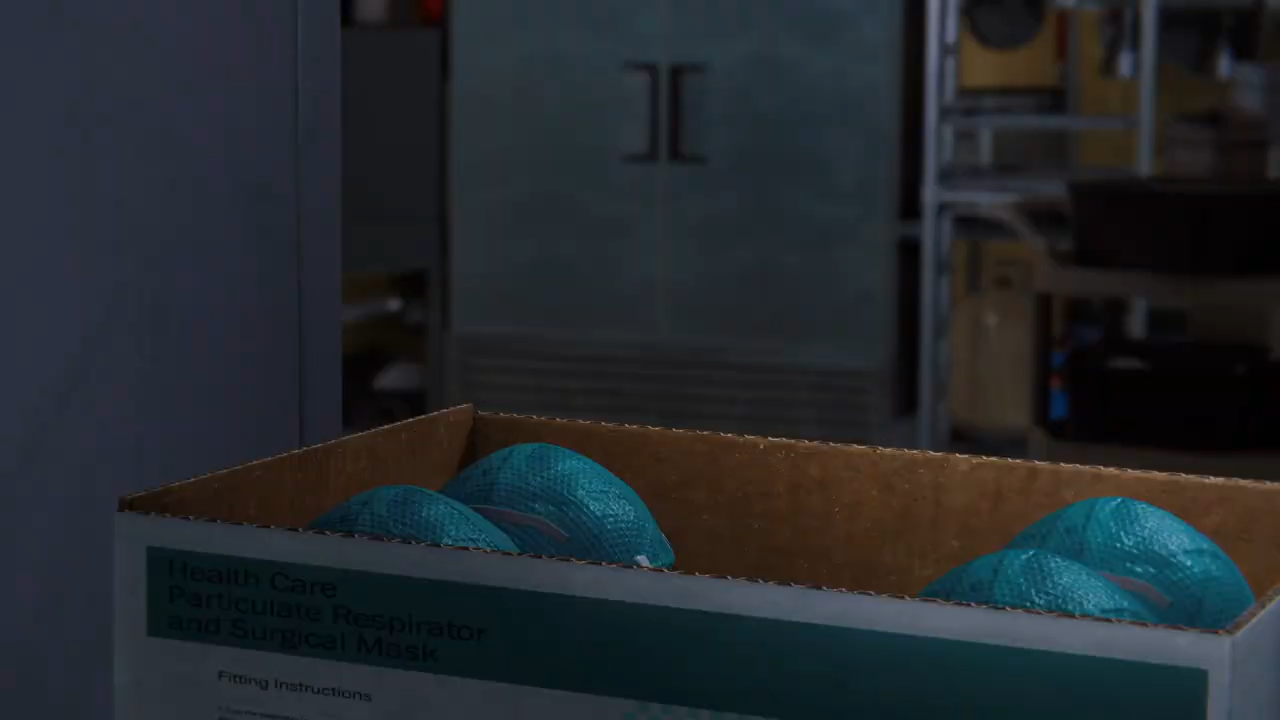 Health Care
Particulate Respirator
and Surgical Mask
Fitting Instructions